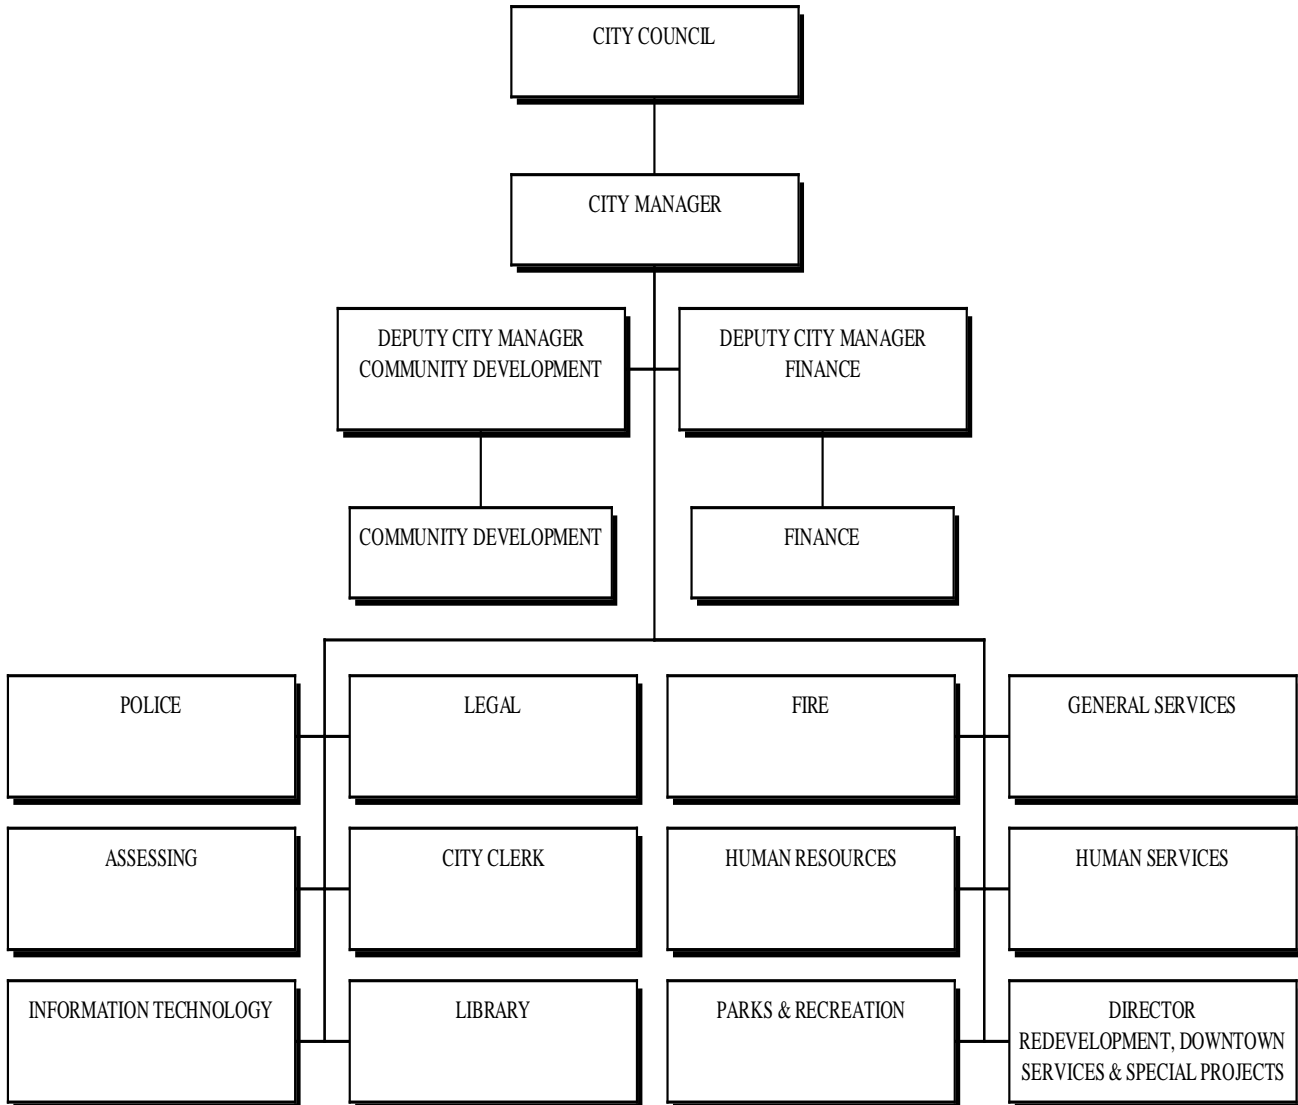 CITY COUNCIL
CITY MANAGER
DEPUTY CITY MANAGER
COMMUNITY DEVELOPMENT
DEPUTY CITY MANAGER
FINANCE
COMMUNITY DEVELOPMENT
FINANCE
POLICE
LEGAL
FIRE
GENERAL SERVICES
ASSESSING
CITY CLERK
HUMAN RESOURCES
HUMAN SERVICES
INFORMATION TECHNOLOGY
LIBRARY
PARKS & RECREATION
DIRECTOR
REDEVELOPMENT, DOWNTOWN
SERVICES & SPECIAL PROJECTS